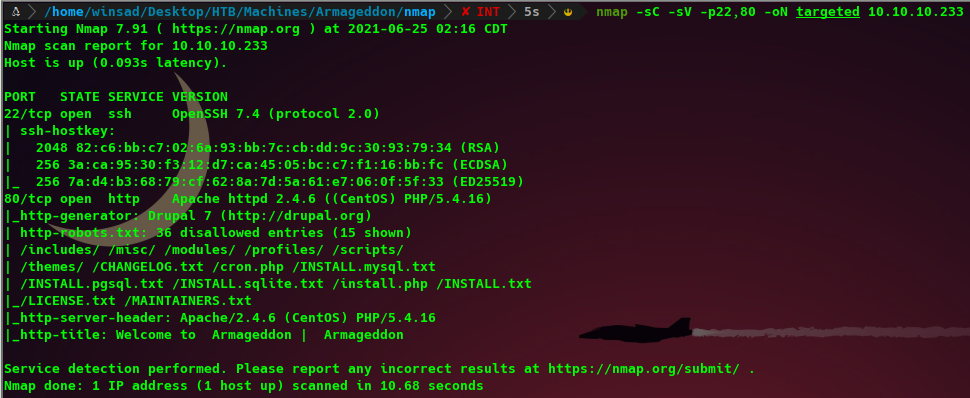 /home/winsad/Desktop/HTB/Machines/Armageddon/nmap ✘ INT 5s nmap -sC -sV -p22,80 -oN targeted 10.10.10.233
Starting Nmap 7.91 ( https://nmap.org ) at 2021-06-25 02:16 CDT
Nmap scan report for 10.10.10.233
Host is up (0.093s latency).
PORT   STATE SERVICE VERSION
22/tcp open  ssh     OpenSSH 7.4 (protocol 2.0)
| ssh-hostkey:
|   2048 82:c6:bb:c7:02:6a:93:bb:7c:cb:dd:9c:30:93:79:34 (RSA)
|   256 3a:ca:95:30:f3:12:d7:ca:45:05:bc:c7:f1:16:bb:fc (ECDSA)
|_  256 7a:d4:b3:68:79:cf:62:8a:7d:5a:61:e7:06:0f:5f:33 (ED25519)
80/tcp open  http    Apache httpd 2.4.6 ((CentOS) PHP/5.4.16)
|_http-generator: Drupal 7 (http://drupal.org)
| http-robots.txt: 36 disallowed entries (15 shown)
| /includes/ /misc/ /modules/ /profiles/ /scripts/
| /themes/ /CHANGELOG.txt /cron.php /INSTALL.mysql.txt
| /INSTALL.pgsql.txt /INSTALL.sqlite.txt /install.php /INSTALL.txt
|_/LICENSE.txt /MAINTAINERS.txt
|_http-server-header: Apache/2.4.6 (CentOS) PHP/5.4.16
|_http-title: Welcome to  Armageddon |  Armageddon
Service detection performed. Please report any incorrect results at https://nmap.org/submit/ .
Nmap done: 1 IP address (1 host up) scanned in 10.68 seconds